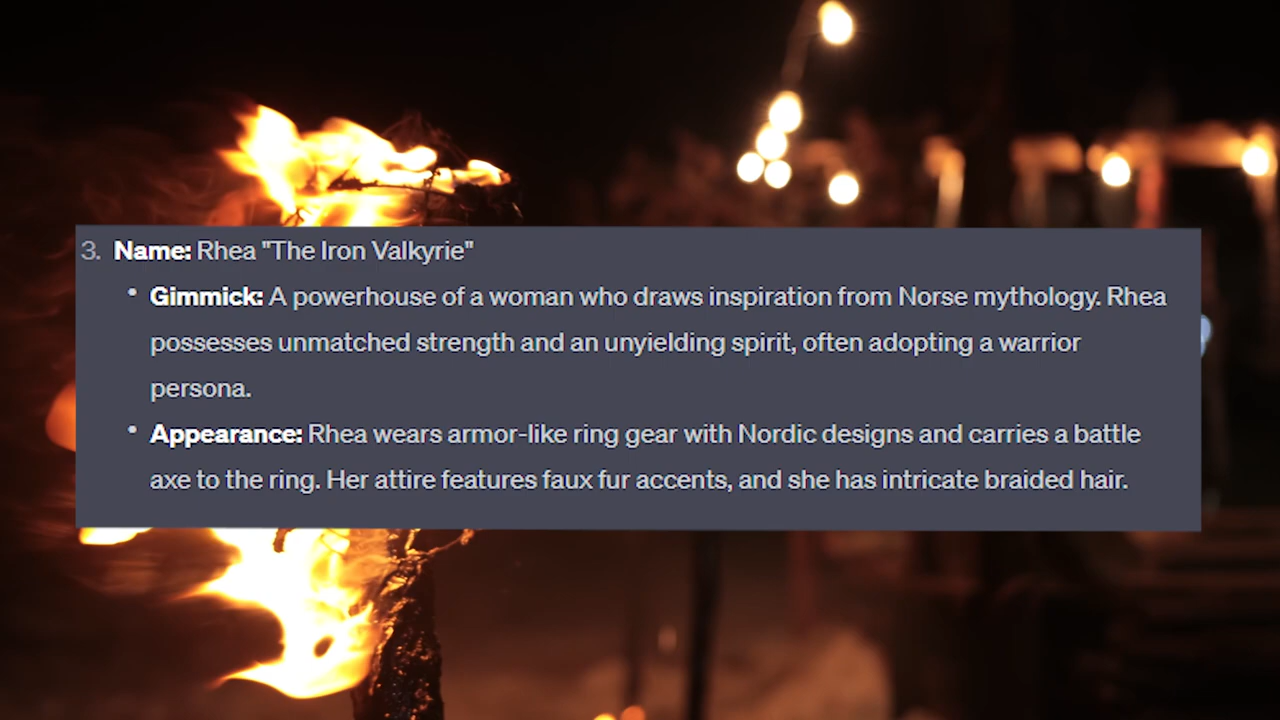 3. Name: Rhea "The Iron Valkyrie"
• Gimmick: A powerhouse of a woman who draws inspiration from Norse mythology. Rhea
possesses unmatched strength and an unyielding spirit, often adopting a warrior
persona.
• Appearance: Rhea wears armor-like ring gear with Nordic designs and carries a battle
axe to the ring. Her attire features faux fur accents, and she has intricate braided hair.